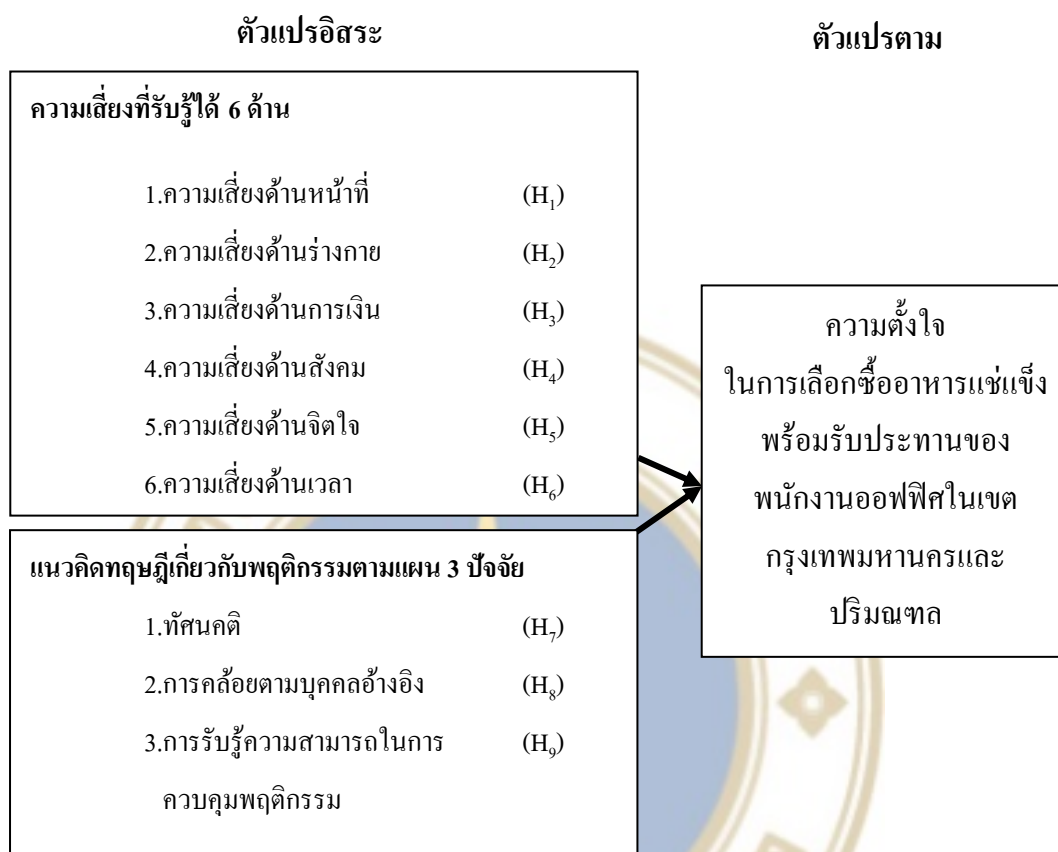 ตัวแปรอิสระ
ตัวแปรตาม
ความเสี่ยงที่รับรู้ได้ 6 ด้าน
1.ความเสี่ยงด้านหน้าที่ (H₁)
2.ความเสี่ยงด้านร่างกาย (H₂)
3.ความเสี่ยงด้านการเงิน (H₃)
4.ความเสี่ยงด้านสังคม (H₄)
5.ความเสี่ยงด้านจิตใจ (H₅)
6.ความเสี่ยงด้านเวลา (H₆)
แนวคิดทฤษฎีเกี่ยวกับพฤติกรรมตามแผน 3 ปัจจัย
1.ทัศนคติ (H₇)
2.การคล้อยตามบุคคลอ้างอิง (H₈)
3.การรับรู้ความสามารถในการ (H₉)
ควบคุมพฤติกรรม
ความตั้งใจ
ในการเลือกซื้ออาหารแช่แข็ง
พร้อมรับประทานของ
พนักงานออฟฟิศในเขต
กรุงเทพมหานครและ
ปริมณฑล